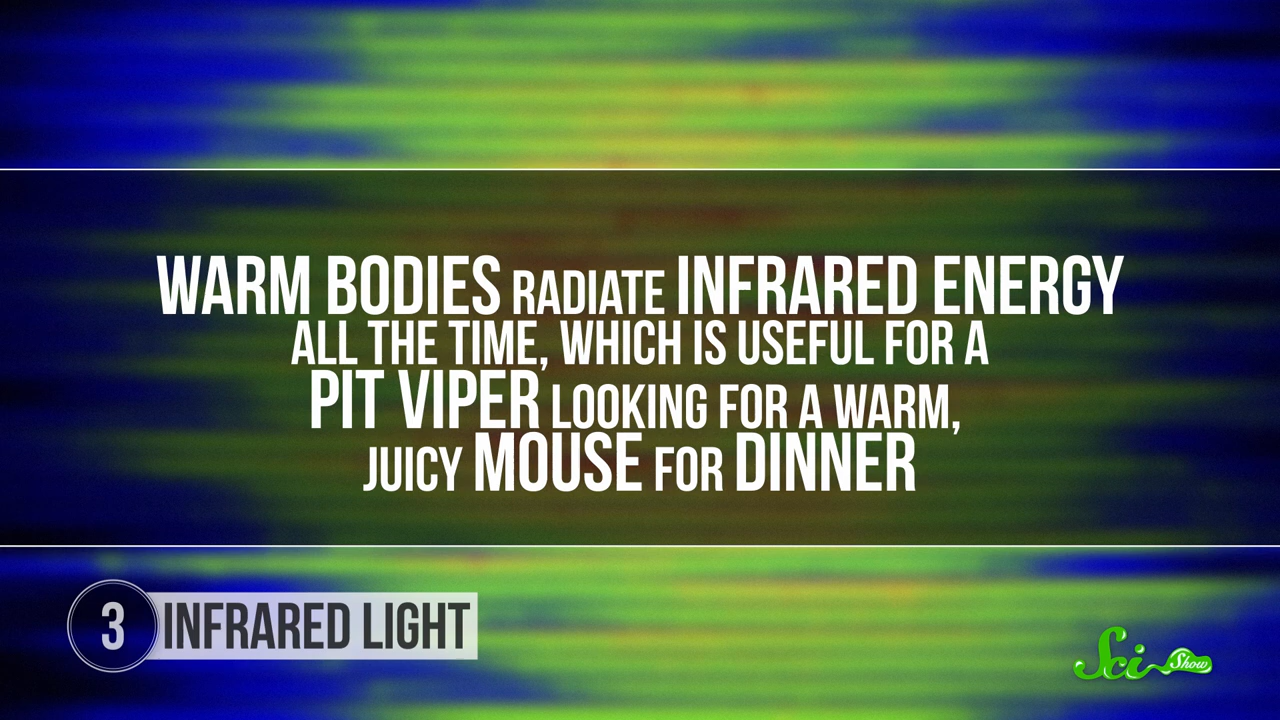 WARM BODIES RADIATE INFRARED ENERGY
ALL THE TIME, WHICH IS USEFUL FOR A
PIT VIPER LOOKING FOR A WARM,
JUICY MOUSE FOR DINNER
3 INFRARED LIGHT
Sci Show